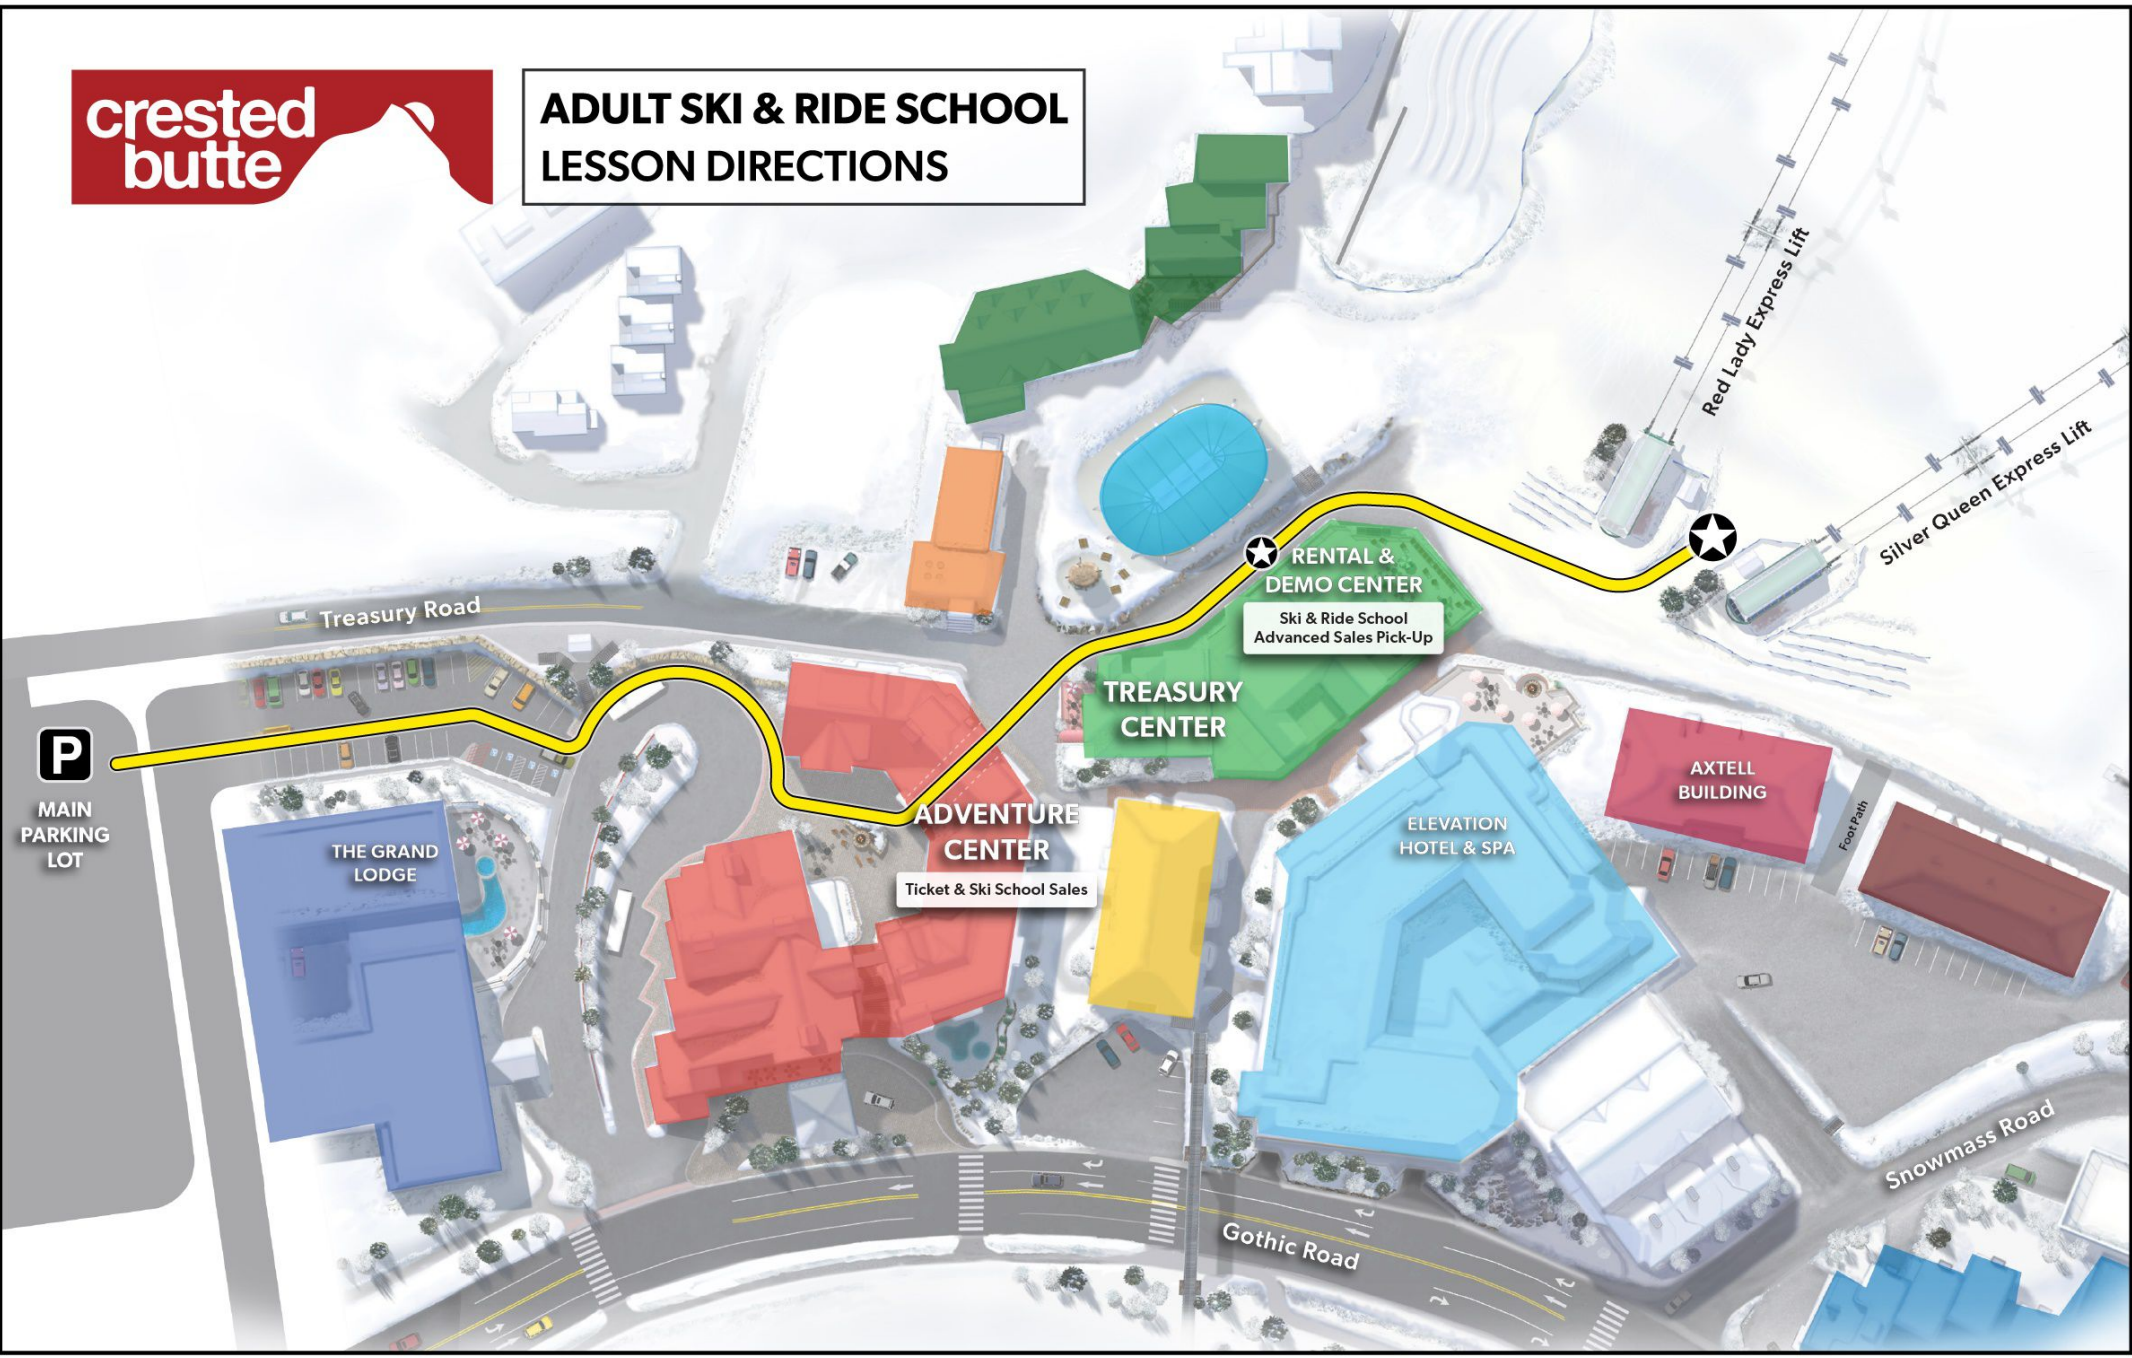 crested
butte
ADULT SKI & RIDE SCHOOL
LESSON DIRECTIONS
Red Lady Express Lift
Silver Queen Express Lift
RENTAL &
DEMO CENTER
Ski & Ride School
Advanced Sales Pick-Up
Treasury Road
TREASURY
CENTER
P
MAIN
PARKING
LOT
AXTELL
BUILDING
Foot Path
ADVENTURE
CENTER
Ticket & Ski School Sales
THE GRAND
LODGE
ELEVATION
HOTEL & SPA
Snowmass Road
Gothic Road